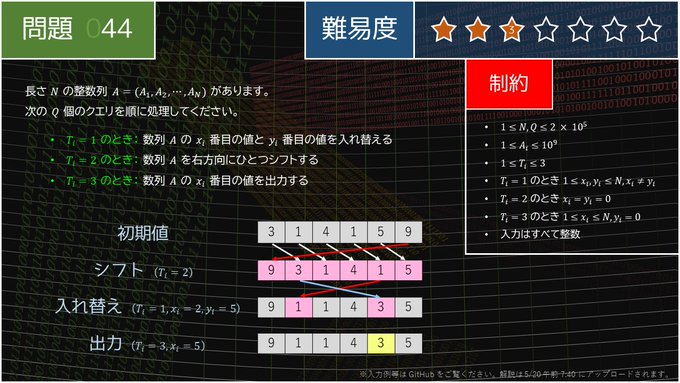 問題 044
難易度
5
長さ N の整数列 A = (A₁, A₂, ⋯, A_N) があります。
次の Q 個のクエリを順に処理してください。
• Tᵢ = 1 のとき: 数列 A の xᵢ 番目の値と yᵢ 番目の値を入れ替える
• Tᵢ = 2 のとき: 数列 A を右方向にひとつシフトする
• Tᵢ = 3 のとき: 数列 A の xᵢ 番目の値を出力する
制約
• 1 ≤ N, Q ≤ 2 × 10⁵
• 1 ≤ Aᵢ ≤ 10⁹
• 1 ≤ Tᵢ ≤ 3
• Tᵢ = 1 のとき 1 ≤ xᵢ, yᵢ ≤ N, xᵢ ≠ yᵢ
• Tᵢ = 2 のとき xᵢ = yᵢ = 0
• Tᵢ = 3 のとき 1 ≤ xᵢ ≤ N, yᵢ = 0
• 入力はすべて整数
初期値 3 1 4 1 5 9
シフト (Tᵢ = 2) 9 3 1 4 1 5
入れ替え (Tᵢ = 1, xᵢ = 2, yᵢ = 5) 9 1 1 4 3 5
出力 (Tᵢ = 3, xᵢ = 5) 9 1 1 4 3 5
※入力例等は GitHub をご覧ください。解説は 5/20 午前 7:40 にアップロードされます。